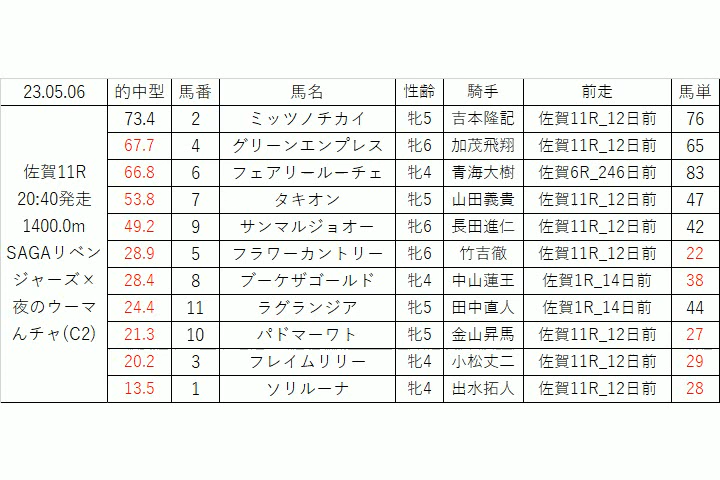 23.05.06 的中型 馬番 馬名 性齢 騎手 前走 馬単
佐賀11R
20:40発走
1400.0m
SAGAリベン
ジャーズ×
夜のウーマ
んチャ(C2)
73.4 2 ミッツノチカイ 牝5 吉本隆記 佐賀11R_12日前 76
67.7 4 グリーンエンプレス 牝6 加茂飛翔 佐賀11R_12日前 65
66.8 6 フェアリールーチェ 牝4 青海大樹 佐賀6R_246日前 83
53.8 7 タキオン 牝5 山田義貴 佐賀11R_12日前 47
49.2 9 サンマルジョオー 牝6 長田進仁 佐賀11R_12日前 42
28.9 5 フラワーカントリー 牝6 竹吉徹 佐賀11R_12日前 22
28.4 8 ブーケザゴールド 牝4 中山蓮王 佐賀1R_14日前 38
24.4 11 ラグランジア 牝5 田中直人 佐賀1R_14日前 44
21.3 10 パドマーワト 牝5 金山昇馬 佐賀11R_12日前 27
20.2 3 フレイムリリー 牝4 小松丈二 佐賀11R_12日前 29
13.5 1 ソリルーナ 牝4 出水拓人 佐賀11R_12日前 28